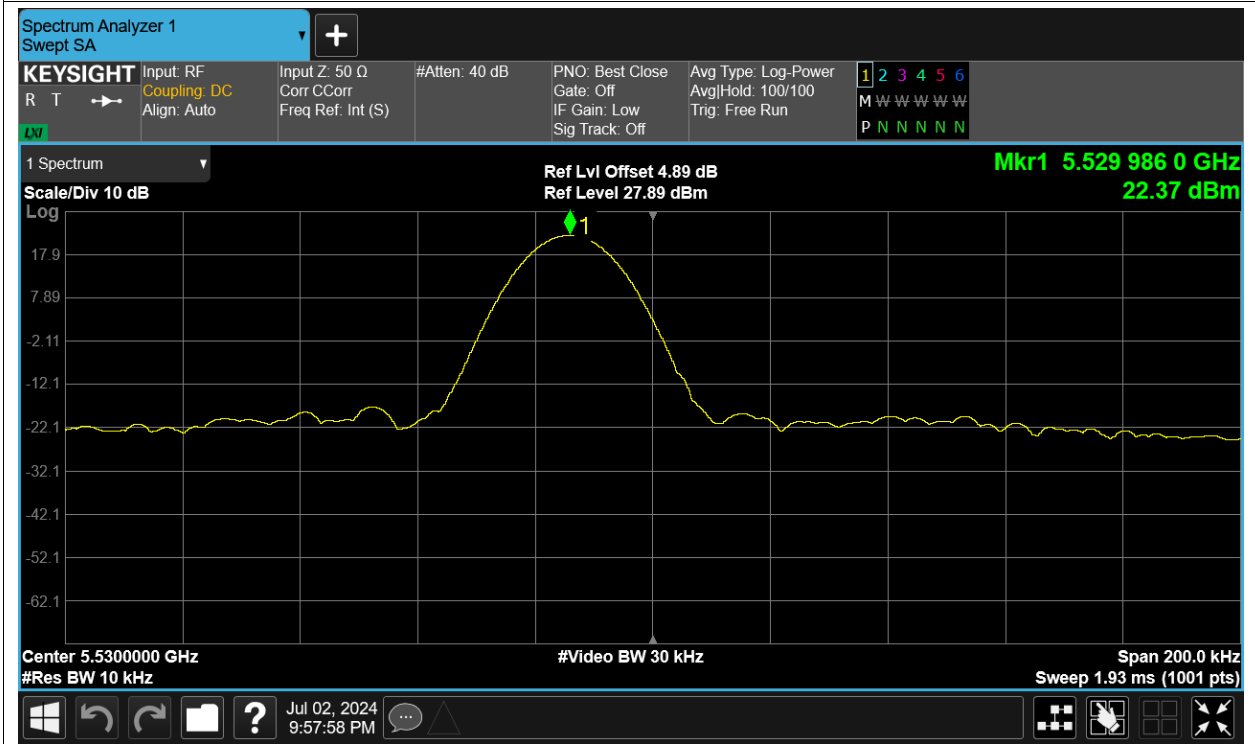 Spectrum Analyzer 1
Swept SA
+
KEYSIGHT
R T
LXI
Input: RF
Coupling: DC
Align: Auto
Input Z: 50 Ω
Corr CCorr
Freq Ref: Int (S)
#Atten: 40 dB
PNO: Best Close
Gate: Off
IF Gain: Low
Sig Track: Off
Avg Type: Log-Power
Avg|Hold: 100/100
Trig: Free Run
1 2 3 4 5 6
M W W W W W
P N N N N N
1 Spectrum
Scale/Div 10 dB
Ref Lvl Offset 4.89 dB
Ref Level 27.89 dBm
Mkr1 5.529 986 0 GHz
22.37 dBm
Log
1
17.9
7.89
-2.11
-12.1
-22.1
-32.1
-42.1
-52.1
-62.1
Center 5.5300000 GHz
#Video BW 30 kHz
Span 200.0 kHz
#Res BW 10 kHz
Sweep 1.93 ms (1001 pts)
?
Jul 02, 2024
9:57:58 PM